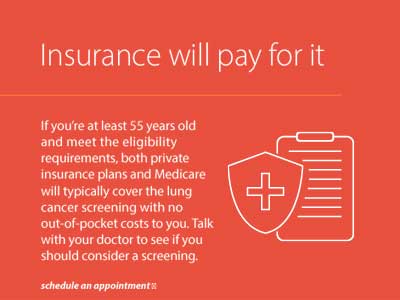 Insurance will pay for it
If you're at least 55 years old
and meet the eligibility
requirements, both private
insurance plans and Medicare
will typically cover the lung
cancer screening with no
out-of-pocket costs to you. Talk
with your doctor to see if you
should consider a screening.
schedule an appointment